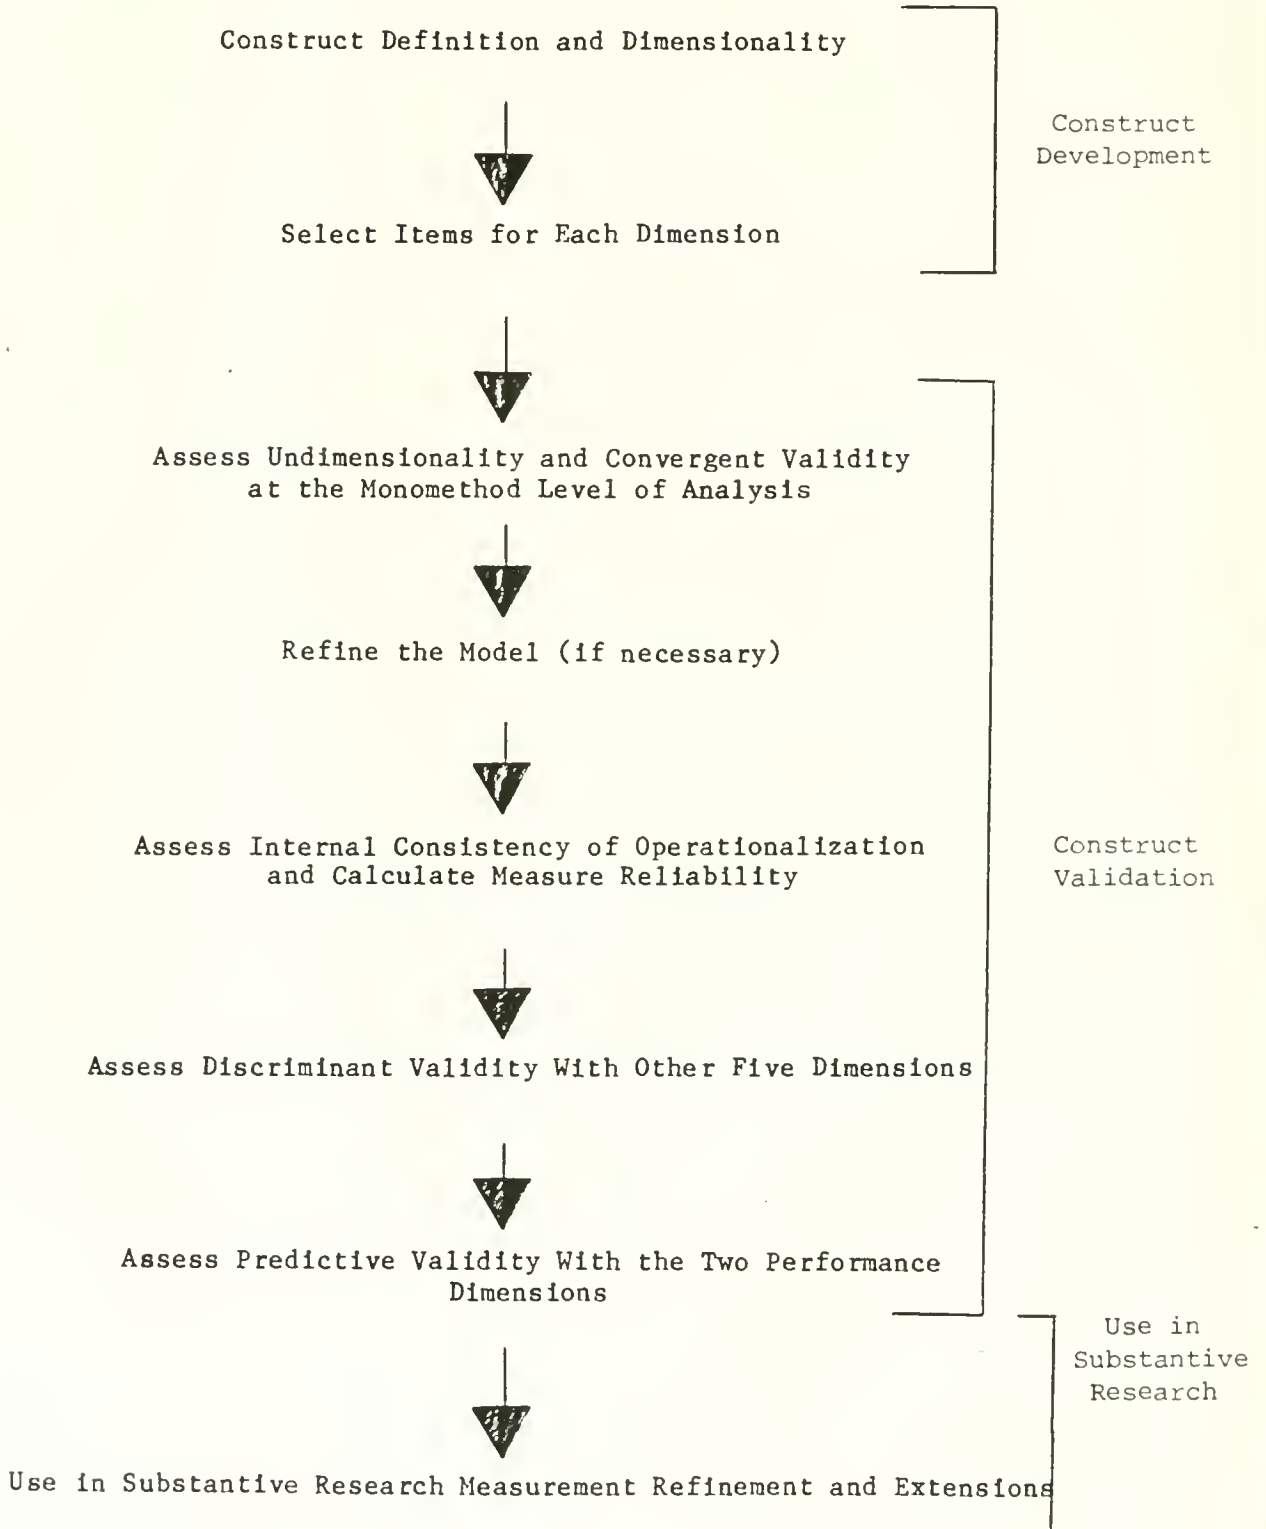 Construct Definition and Dimensionality
Construct
Development
Select Items for Each Dimension
Assess Undimensionality and Convergent Validity
at the Monomethod Level of Analysis
Refine the Model (if necessary)
Assess Internal Consistency of Operationalization
and Calculate Measure Reliability
Construct
Validation
Assess Discriminant Validity With Other Five Dimensions
Assess Predictive Validity With the Two Performance
Dimensions
Use in
Substantive
Research
Use in Substantive Research Measurement Refinement and Extensions